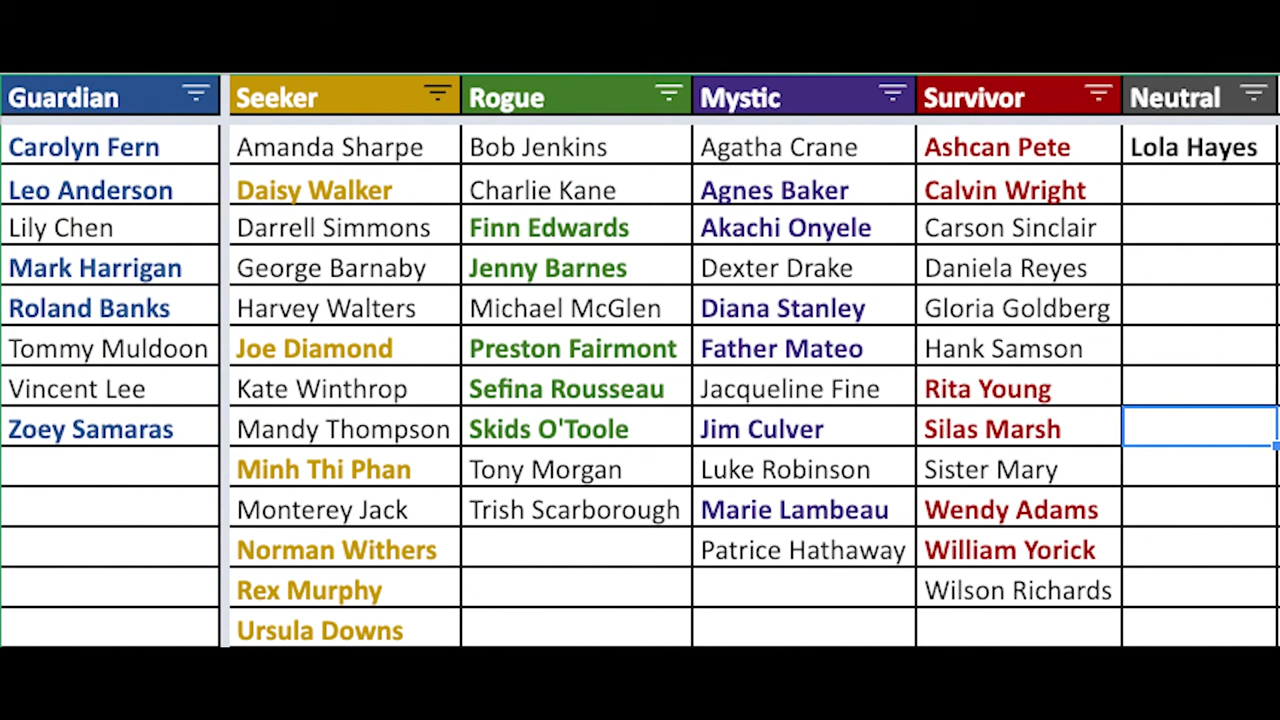 Guardian Seeker Rogue Mystic Survivor Neutral
Carolyn Fern Amanda Sharpe Bob Jenkins Agatha Crane Ashcan Pete Lola Hayes
Leo Anderson Daisy Walker Charlie Kane Agnes Baker Calvin Wright
Lily Chen Darrell Simmons Finn Edwards Akachi Onyele Carson Sinclair
Mark Harrigan George Barnaby Jenny Barnes Dexter Drake Daniela Reyes
Roland Banks Harvey Walters Michael McGlen Diana Stanley Gloria Goldberg
Tommy Muldoon Joe Diamond Preston Fairmont Father Mateo Hank Samson
Vincent Lee Kate Winthrop Sefina Rousseau Jacqueline Fine Rita Young
Zoey Samaras Mandy Thompson Skids O'Toole Jim Culver Silas Marsh
Minh Thi Phan Tony Morgan Luke Robinson Sister Mary
Monterey Jack Trish Scarborough Marie Lambeau Wendy Adams
Norman Withers Patrice Hathaway William Yorick
Rex Murphy Wilson Richards
Ursula Downs